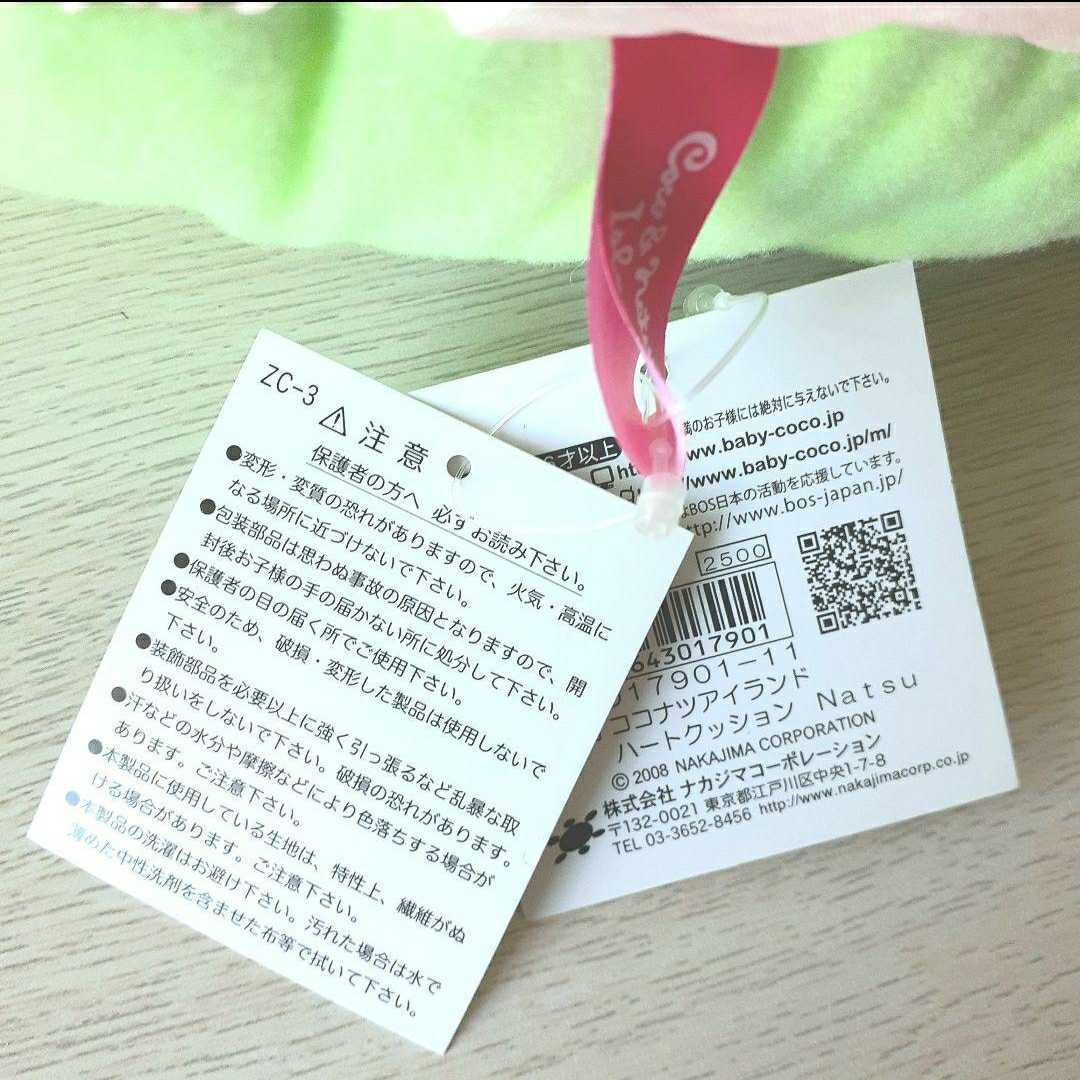 ZC-3
注意
保護者の方へ 必ずお読み下さい。
●変形・変質の恐れがありますので、火気・高温に
なる場所に近づけないで下さい。
●包装部品は思わぬ事故の原因となりますので、開
封後お子様の手の届かない所に処分して下さい。
●保護者の目の届く所でご使用下さい。
●安全のため、破損・変形した製品は使用しないで
下さい。
●装飾部品を必要以上に強く引っ張るなど乱暴な取
り扱いをしないで下さい。破損の恐れがあります。
●汗などの水分や摩擦などにより色落ちする場合が
あります。ご注意下さい。
●本製品に使用している生地は、特性上、繊維がぬ
ける場合があります。ご注意下さい。
●本製品の洗濯はお避け下さい。汚れた場合は水で
薄めた中性洗剤を含ませた布等で拭いて下さい。
満のお子様には絶対に与えないで下さい。
才以上
ww.baby-coco.jp
www.baby-coco.jp/m/
BOS日本の活動を応援しています。
ttp://www.bos-japan.jp/
2500
643017901
17901-11
ココナツアイランド
ハートクッション Natsu
© 2008 NAKAJIMA CORPORATION
株式会社 ナカジマコーポレーション
〒132-0021 東京都江戸川区中央1-7-8
TEL 03-3652-8456 http://www.nakajimacorp.co.jp